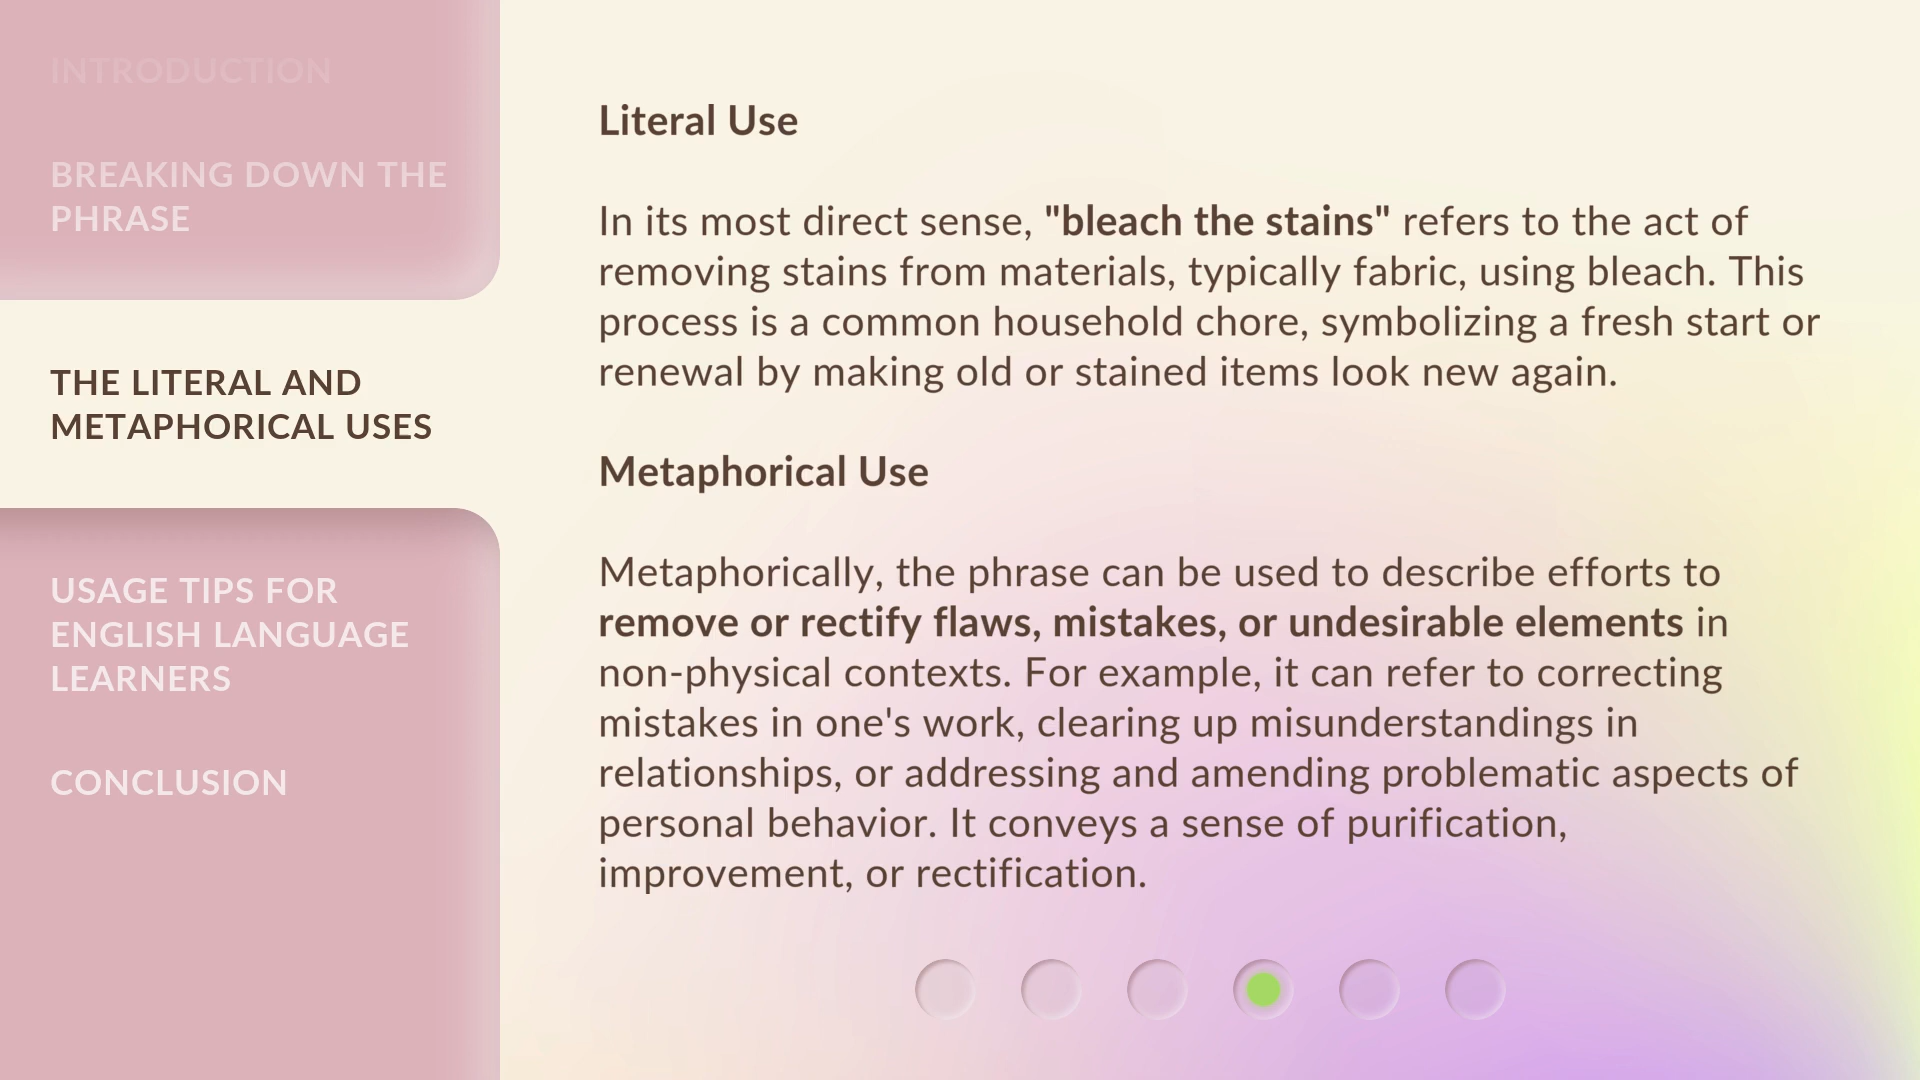 INTRODUCTION
BREAKING DOWN THE
PHRASE
THE LITERAL AND
METAPHORICAL USES
USAGE TIPS FOR
ENGLISH LANGUAGE
LEARNERS
CONCLUSION
Literal Use
In its most direct sense, "bleach the stains" refers to the act of
removing stains from materials, typically fabric, using bleach. This
process is a common household chore, symbolizing a fresh start or
renewal by making old or stained items look new again.
Metaphorical Use
Metaphorically, the phrase can be used to describe efforts to
remove or rectify flaws, mistakes, or undesirable elements in
non-physical contexts. For example, it can refer to correcting
mistakes in one's work, clearing up misunderstandings in
relationships, or addressing and amending problematic aspects of
personal behavior. It conveys a sense of purification,
improvement, or rectification.